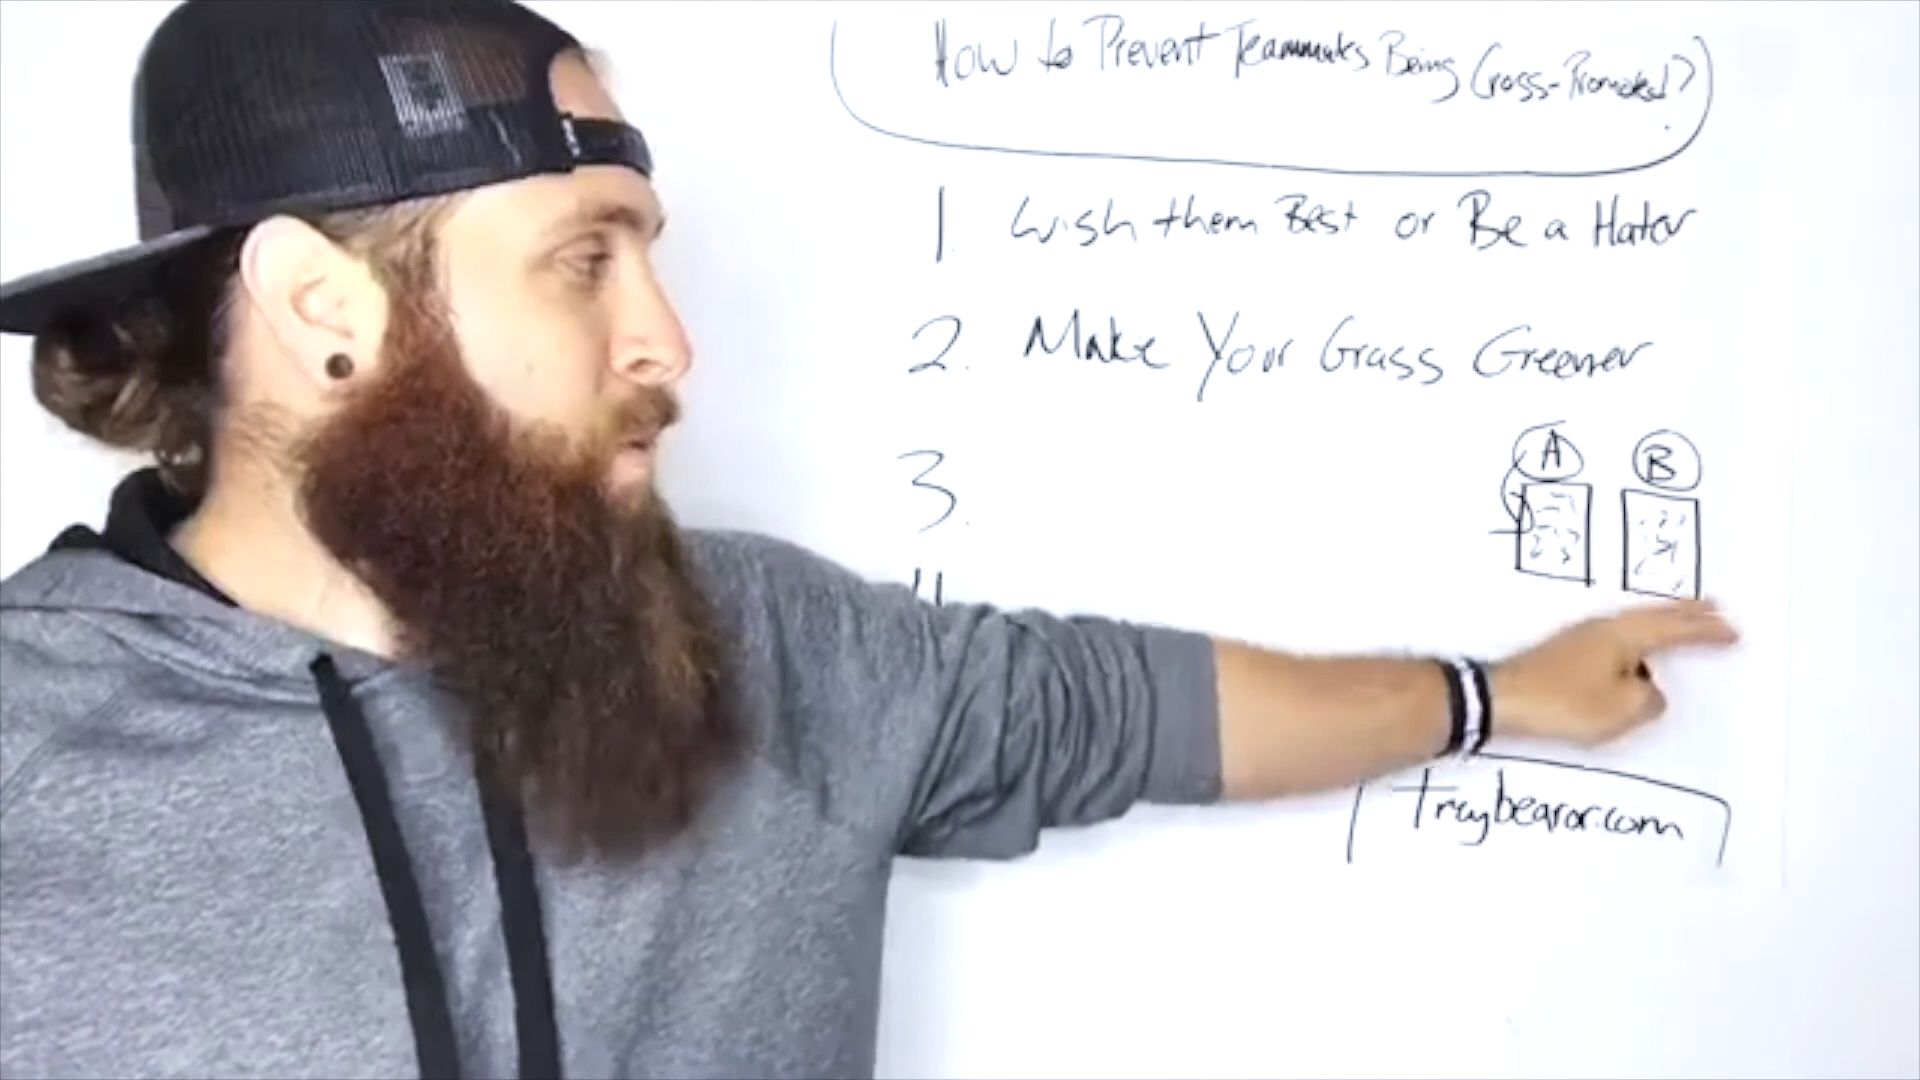 How to Prevent Teammates Being Cross-Promoted?
1. Wish them Best or Be a Hater
2. Make Your Grass Greener
A B
3.
4
traybearor.com